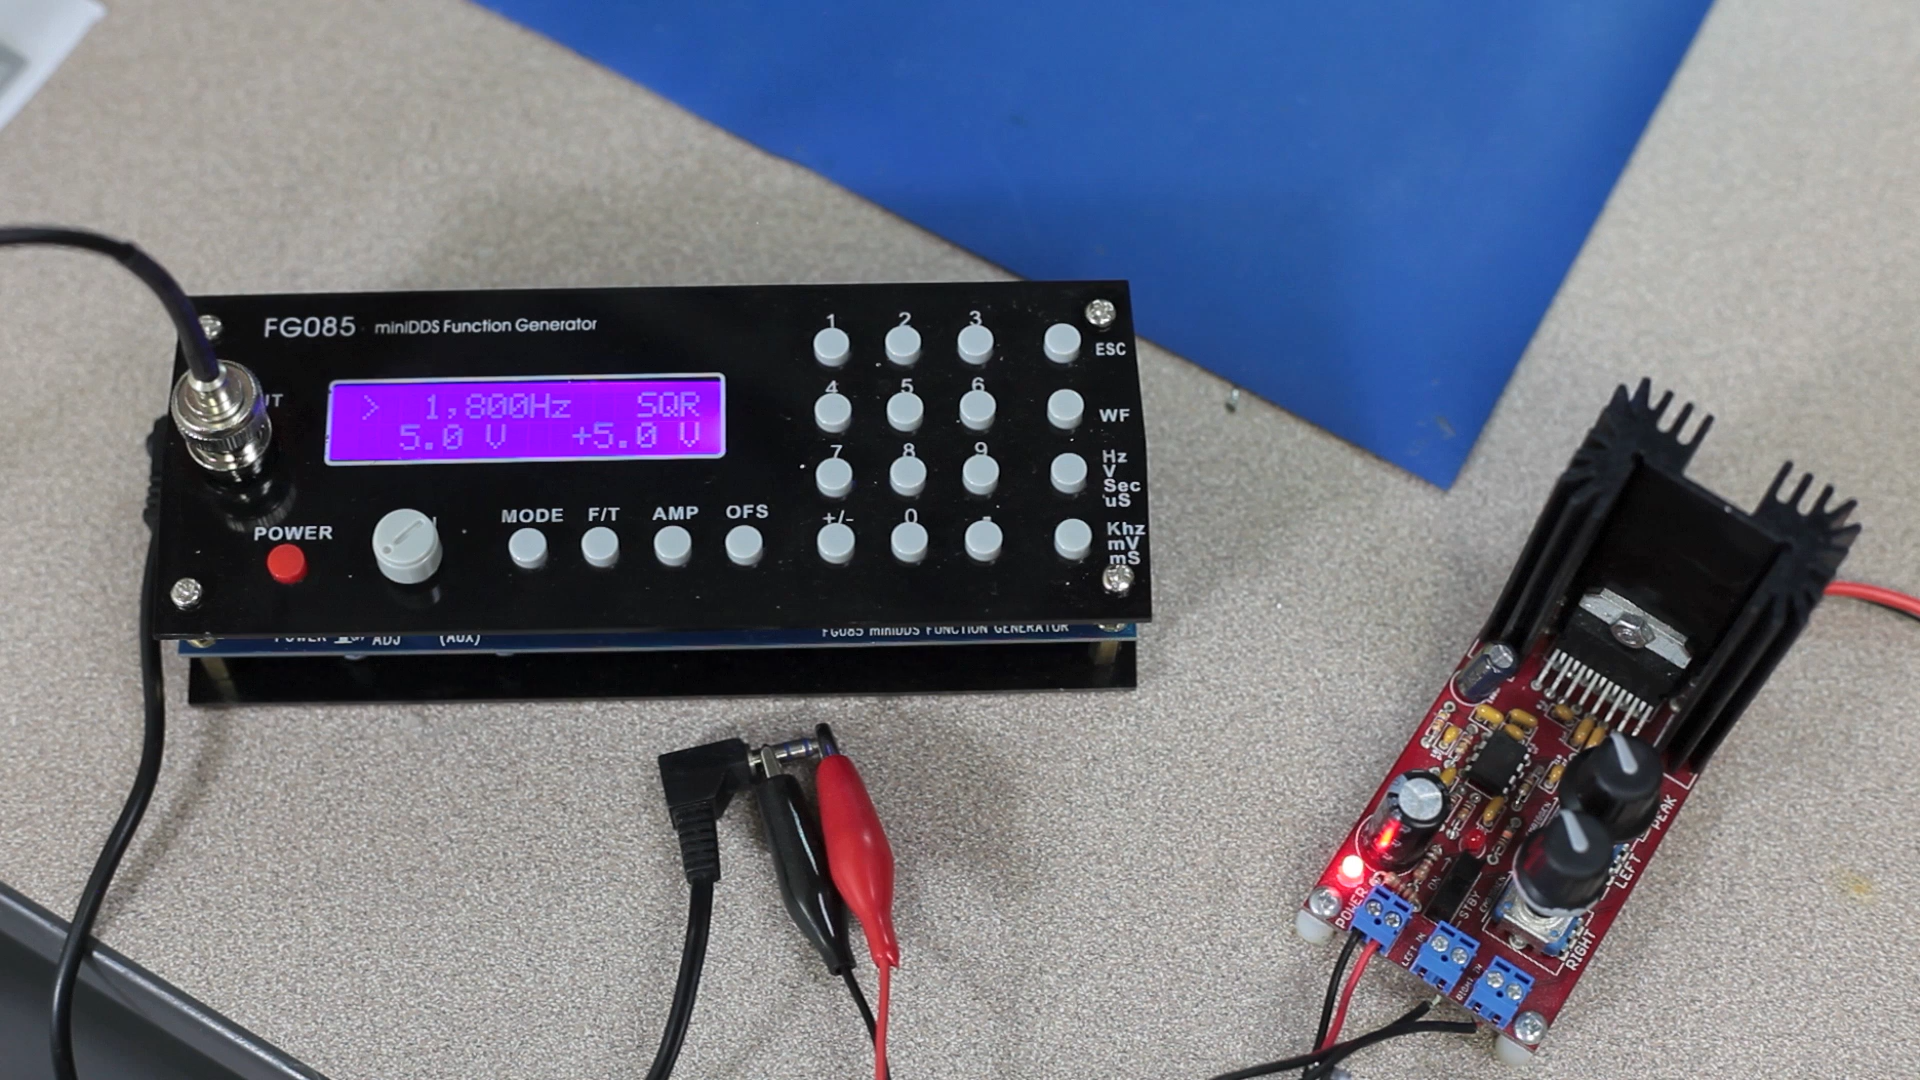 FG085 miniDDS Function Generator
> 1,800Hz SQR
5.0 V +5.0 V
POWER
MODE F/T AMP OFS
1 2 3
ESC
4 5 6
WF
7 8 9
Hz
V
Sec
uS
+/- 0
Khz
mV
mS
POWER ADJ (AUX)
FG085 miniDDS FUNCTION GENERATOR
PEAK
LEFT
RIGHT
POWER
ON
STBY
LEFT IN
RIGHT IN